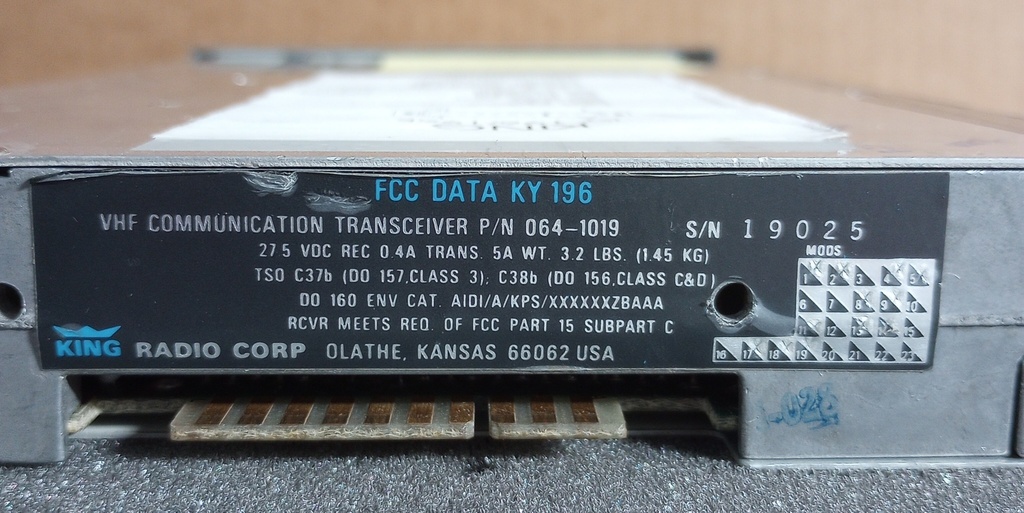 FCC DATA KY 196
VHF COMMUNICATION TRANSCEIVER P/N 064-1019 S/N 19025
27.5 VDC REC 0.4A TRANS. 5A WT. 3.2 LBS. (1.45 KG)
MODS
TSO C37b (DO 157,CLASS 3); C38b (DO 156,CLASS C&D)
DO 160 ENV CAT. AIDI/A/KPS/XXXXXXZBAAA
RCVR MEETS REQ. OF FCC PART 15 SUBPART C
KING RADIO CORP OLATHE, KANSAS 66062 USA
1 2 3 4 5
6 7 8 9 10
11 12 13 14 15
16 17 18 19 20 21 22 23